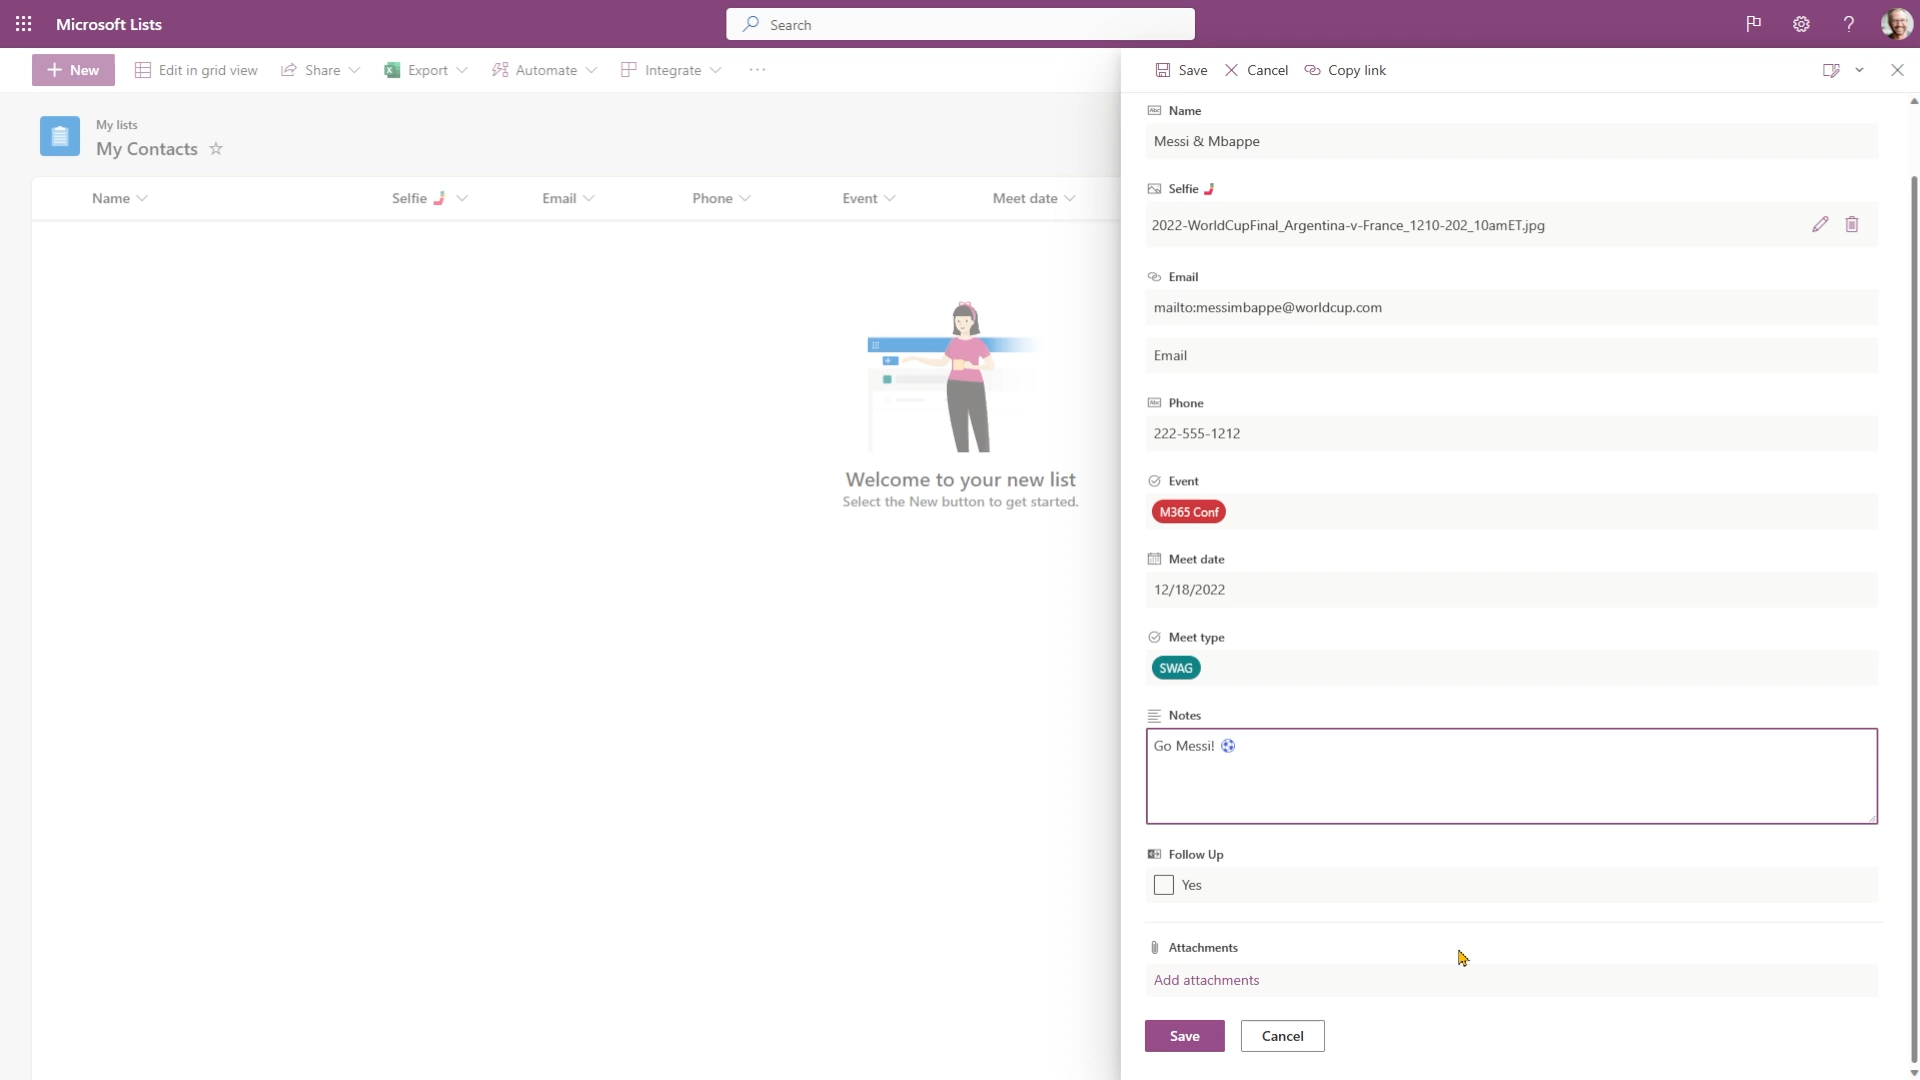 Microsoft Lists
Search
New
Edit in grid view
Share
Export
Automate
Integrate
Save
Cancel
Copy link
My lists
My Contacts
Name
Selfie 🤳
Email
Phone
Event
Meet date
Welcome to your new list
Select the New button to get started.
Name
Messi & Mbappe
Selfie 🤳
2022-WorldCupFinal_Argentina-v-France_1210-202_10amET.jpg
Email
mailto:messimbappe@worldcup.com
Email
Phone
222-555-1212
Event
M365 Conf
Meet date
12/18/2022
Meet type
SWAG
Notes
Go Messi! ⚽
Follow Up
Yes
Attachments
Add attachments
Save
Cancel